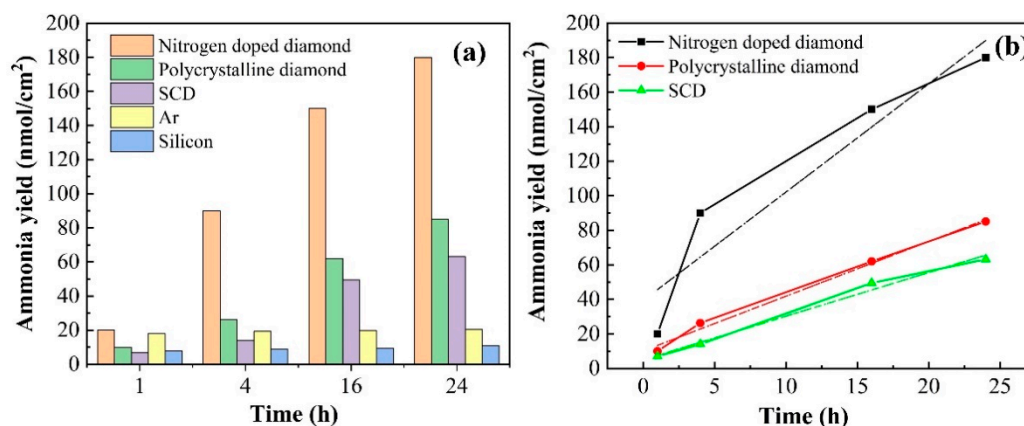 Ammonia yield (nmol/cm²)
200
180
160
140
120
100
80
60
40
20
0
Nitrogen doped diamond
Polycrystalline diamond
SCD
Ar
Silicon
(a)
1 4 16 24
Time (h)
Ammonia yield (nmol/cm²)
200
180
160
140
120
100
80
60
40
20
0
Nitrogen doped diamond
Polycrystalline diamond
SCD
(b)
0 5 10 15 20 25
Time (h)